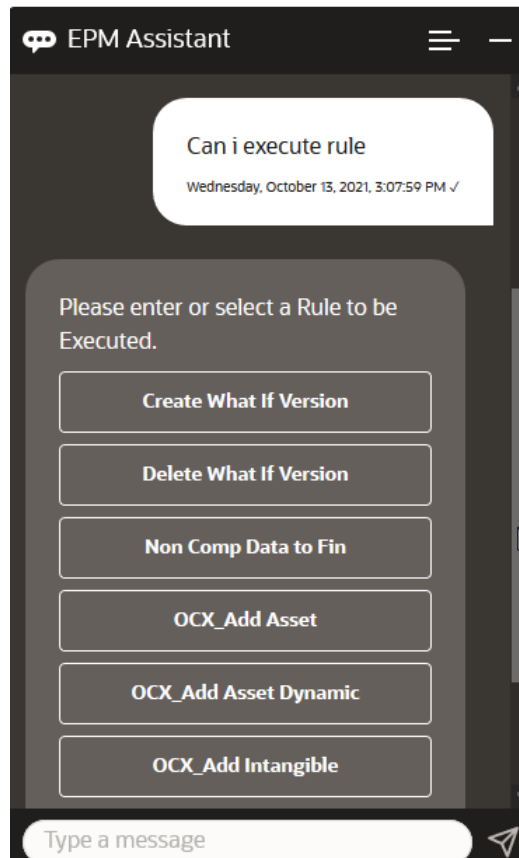 EPM Assistant
Can i execute rule
Wednesday, October 13, 2021, 3:07:59 PM ✓
Please enter or select a Rule to be
Executed.
Create What If Version
Delete What If Version
Non Comp Data to Fin
OCX_Add Asset
OCX_Add Asset Dynamic
OCX_Add Intangible
Type a message